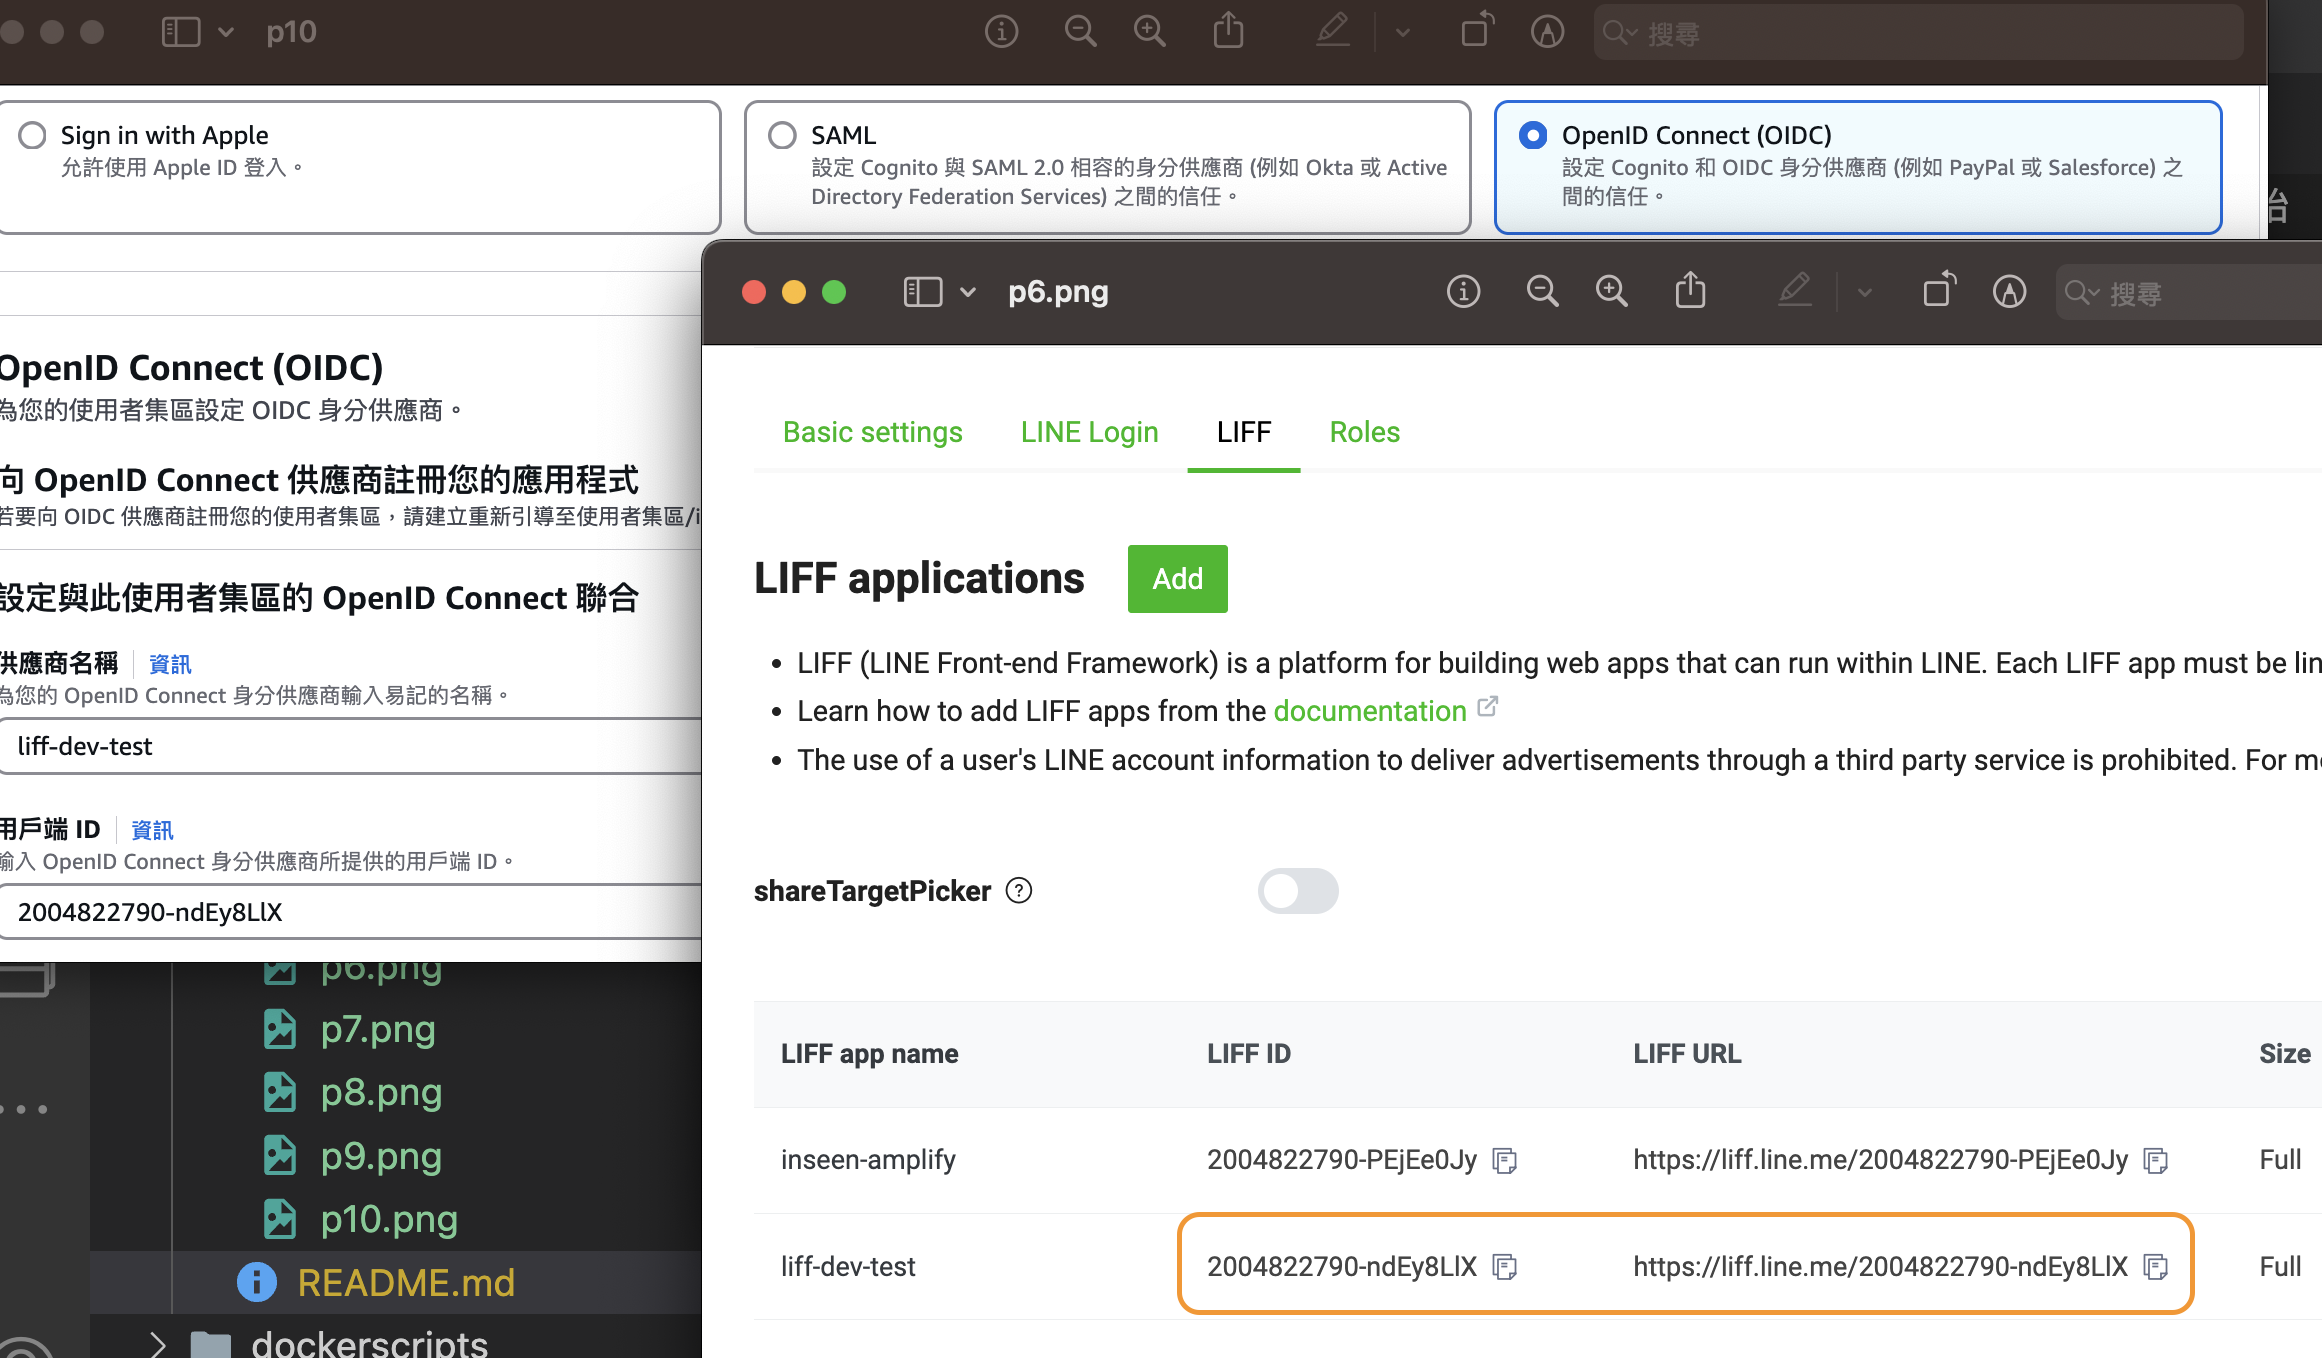 p10
搜尋
Sign in with Apple
允許使用 Apple ID 登入。
SAML
設定 Cognito 與 SAML 2.0 相容的身分供應商 (例如 Okta 或 Active
Directory Federation Services) 之間的信任。
OpenID Connect (OIDC)
設定 Cognito 和 OIDC 身分供應商 (例如 PayPal 或 Salesforce) 之
間的信任。
台
OpenID Connect (OIDC)
為您的使用者集區設定 OIDC 身分供應商。
向 OpenID Connect 供應商註冊您的應用程式
若要向 OIDC 供應商註冊您的使用者集區，請建立重新引導至使用者集區/i
設定與此使用者集區的 OpenID Connect 聯合
供應商名稱
資訊
為您的 OpenID Connect 身分供應商輸入易記的名稱。
liff-dev-test
用戶端 ID
資訊
輸入 OpenID Connect 身分供應商所提供的用戶端 ID。
2004822790-ndEy8LlX
p6.png
p7.png
p8.png
p9.png
p10.png
README.md
dockerscripts
p6.png
搜尋
Basic settings
LINE Login
LIFF
Roles
LIFF applications
Add
• LIFF (LINE Front-end Framework) is a platform for building web apps that can run within LINE. Each LIFF app must be lin
• Learn how to add LIFF apps from the documentation
• The use of a user's LINE account information to deliver advertisements through a third party service is prohibited. For mo
shareTargetPicker
LIFF app name LIFF ID LIFF URL Size
inseen-amplify 2004822790-PEjEe0Jy https://liff.line.me/2004822790-PEjEe0Jy Full
liff-dev-test 2004822790-ndEy8LlX https://liff.line.me/2004822790-ndEy8LlX Full